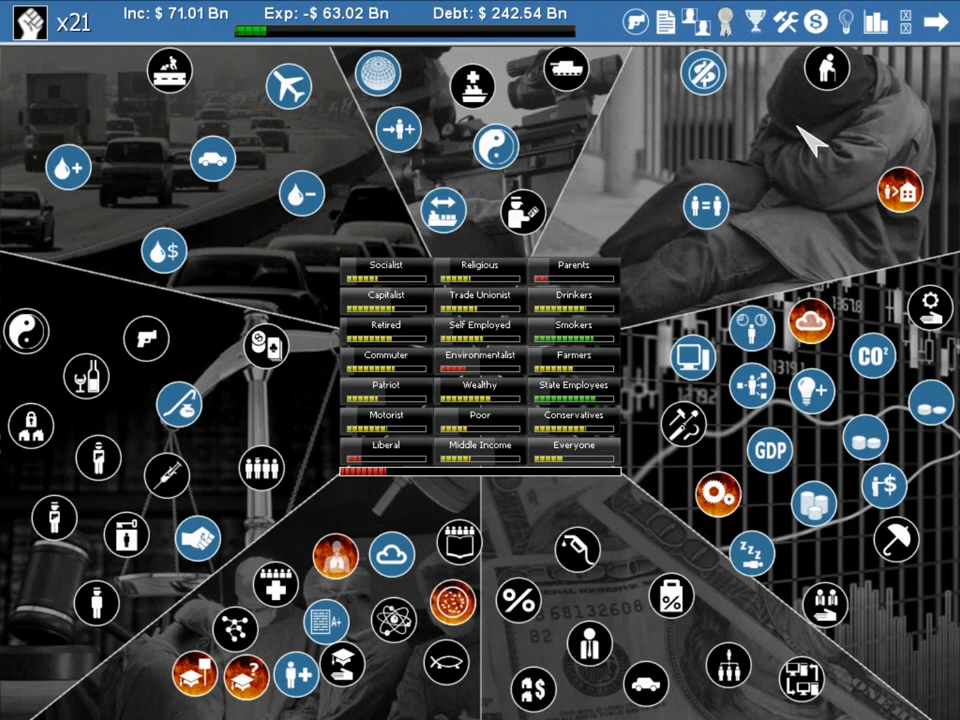 x21 Inc: $ 71.01 Bn Exp: -$ 63.02 Bn Debt: $ 242.54 Bn
Socialist Religious Parents
Capitalist Trade Unionist Drinkers
Retired Self Employed Smokers
Commuter Environmentalist Farmers
Patriot Wealthy State Employees
Motorist Poor Conservatives
Liberal Middle Income Everyone
CO²
GDP
A+
68132608
B2